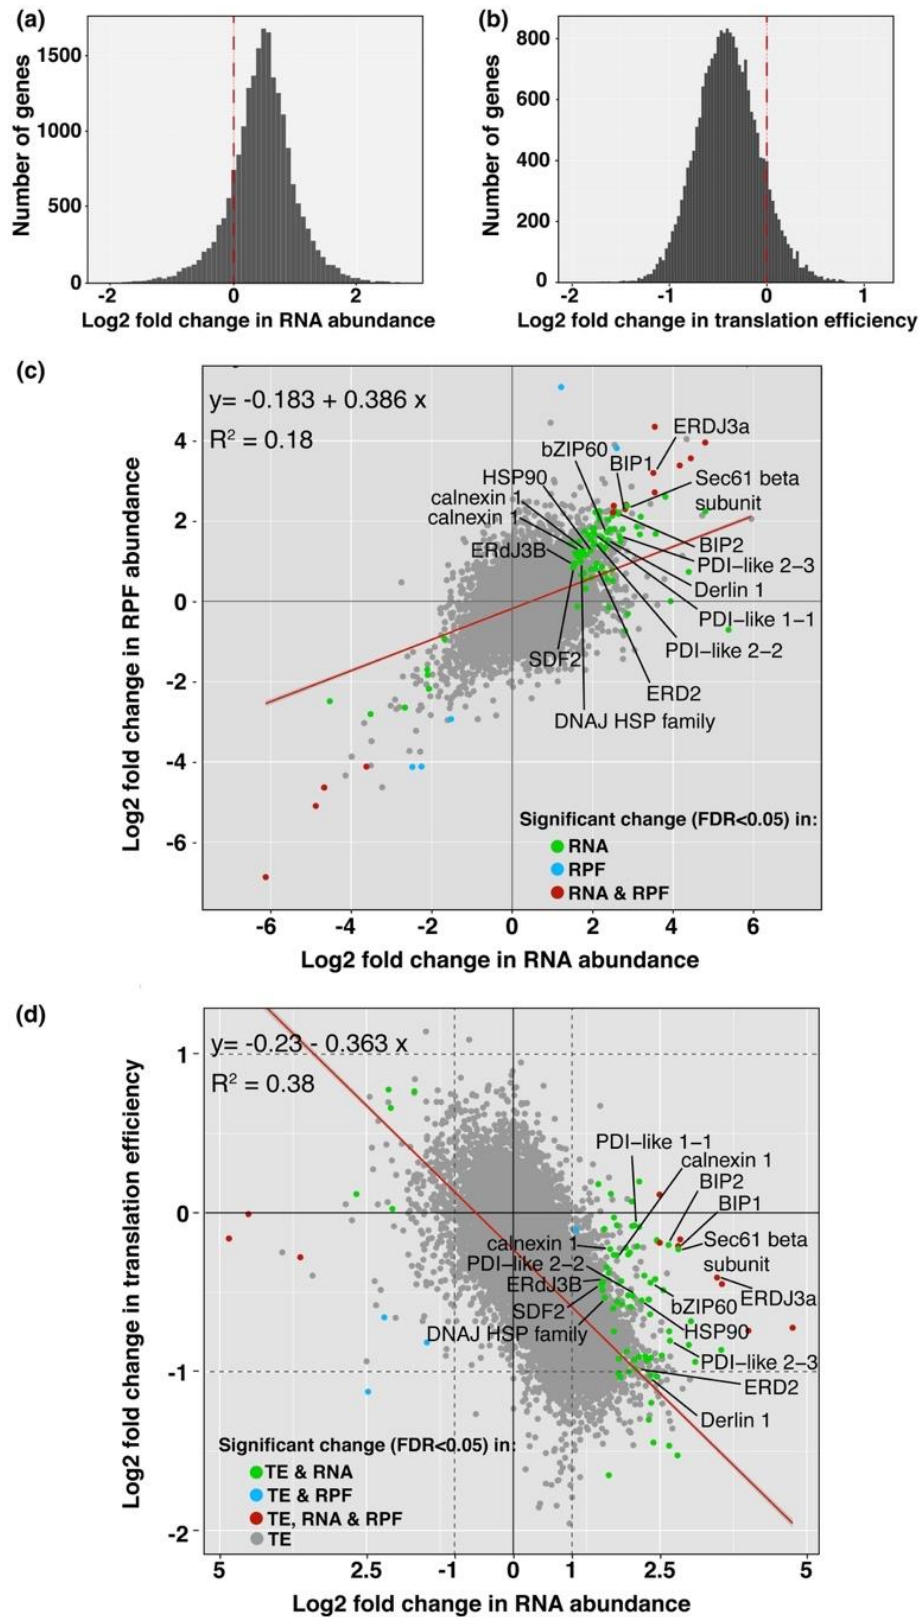 (a)
(b)
Number of genes
1500
1000
500
0
-2
0
2
Log2 fold change in RNA abundance
Number of genes
800
600
400
200
0
-2
-1
0
1
Log2 fold change in translation efficiency
(c)
y= -0.183 + 0.386 x
R² = 0.18
Log2 fold change in RPF abundance
4
2
0
-2
-4
-6
ERDJ3a
bZIP60
BIP1
HSP90
Sec61 beta
subunit
calnexin 1
calnexin 1
ERdJ3B
BIP2
PDI–like 2–3
Derlin 1
PDI–like 1–1
PDI–like 2–2
SDF2
ERD2
DNAJ HSP family
Significant change (FDR<0.05) in:
RNA
RPF
RNA & RPF
-6
-4
-2
0
2
4
6
Log2 fold change in RNA abundance
(d)
y= -0.23 - 0.363 x
R² = 0.38
Log2 fold change in translation efficiency
1
0
-1
-2
PDI–like 1–1
calnexin 1
BIP2
BIP1
calnexin 1
Sec61 beta
subunit
PDI–like 2–2
ERdJ3B
ERDJ3a
SDF2
bZIP60
DNAJ HSP family
HSP90
PDI–like 2–3
ERD2
Derlin 1
Significant change (FDR<0.05) in:
TE & RNA
TE & RPF
TE, RNA & RPF
TE
5
2.5
-1
0
1
2.5
5
Log2 fold change in RNA abundance